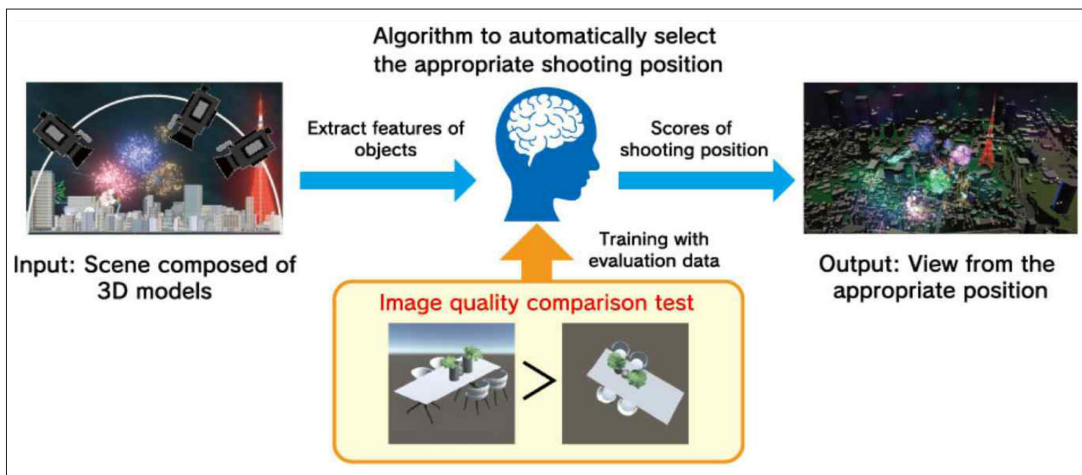 Algorithm to automatically select
the appropriate shooting position
Extract features of
objects
Scores of
shooting position
Input: Scene composed of
3D models
Training with
evaluation data
Output: View from the
appropriate position
Image quality comparison test
>